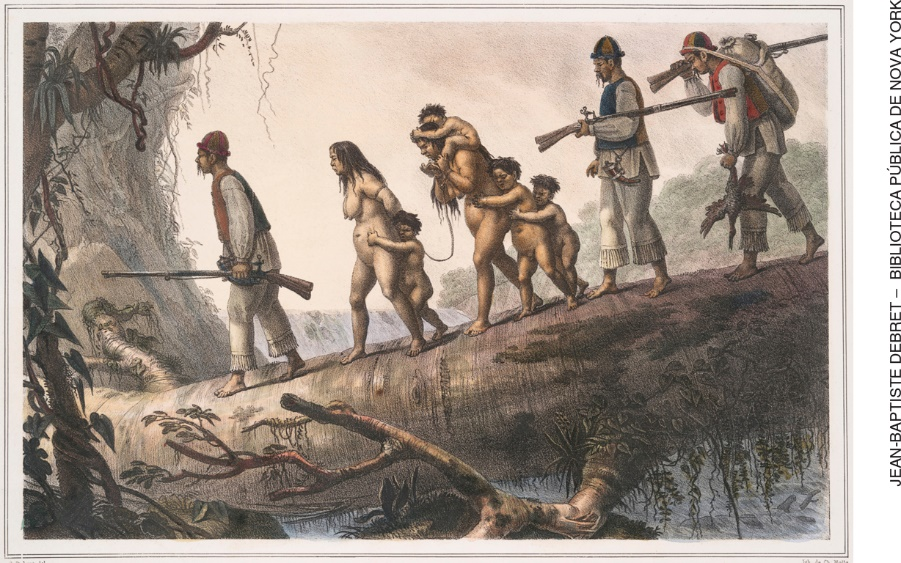 JEAN-BAPTISTE DEBRET – BIBLIOTECA PÚBLICA DE NOVA YORK